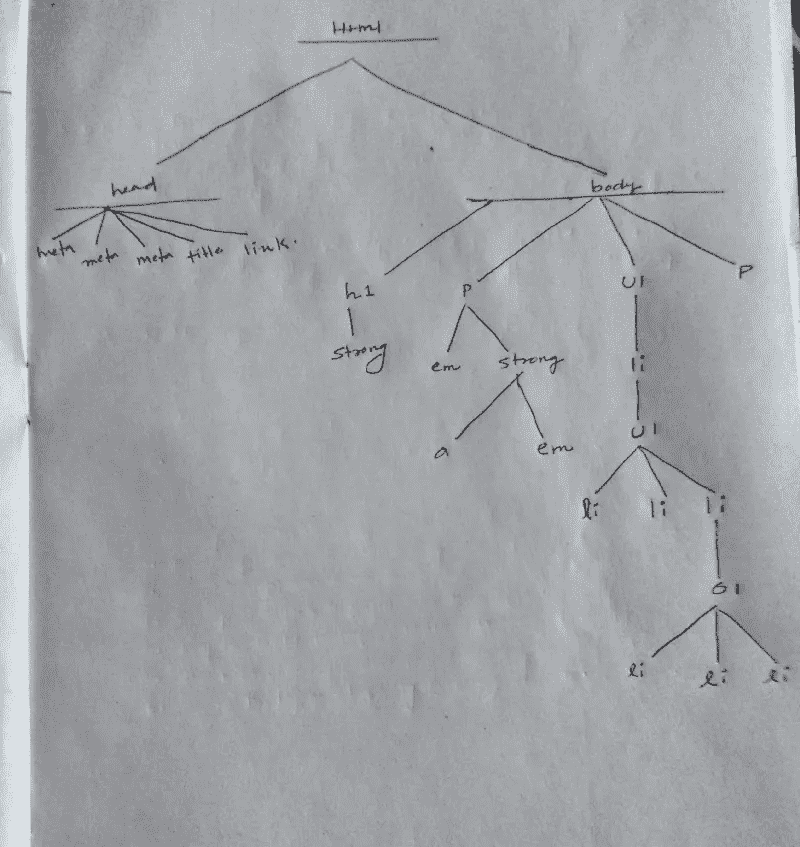 Html
head
body
meta meta meta title link.
h1 P Ul P
strong em strong li
a em Ul
li li li
ol
li li li